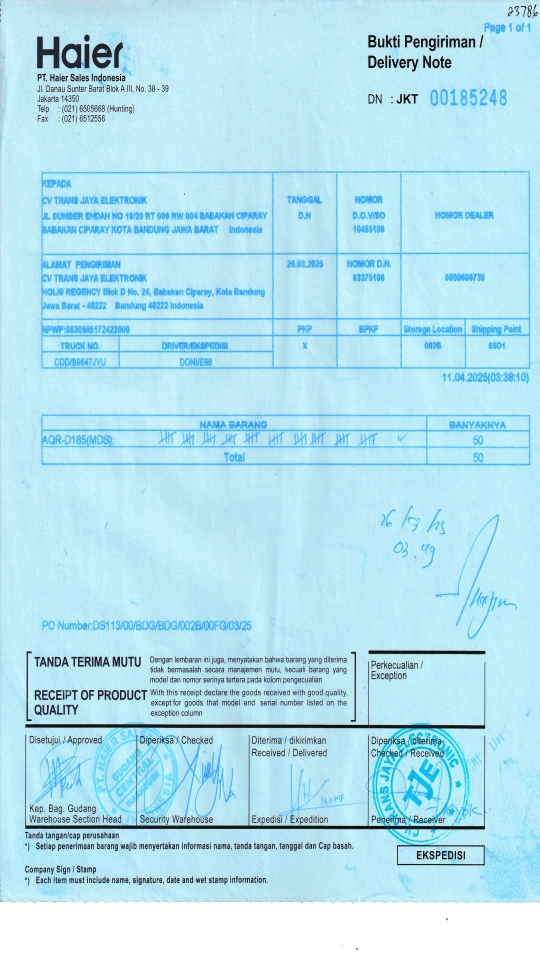 23786
Page 1 of 1
Haier
Bukti Pengiriman /
Delivery Note
PT. Haier Sales Indonesia
Jl. Danau Sunter Barat Blok A III, No. 38 - 39
Jakarta 14350
Telp : (021) 6505668 (Hunting)
Fax : (021) 6512556
DN : JKT 00185248
KEPADA
CV TRANS JAYA ELEKTRONIK
JL SUMBER ENDAH NO 18/20 RT 006 RW 004 BABAKAN CIPARAY
BABAKAN CIPARAY KOTA BANDUNG JAWA BARAT Indonesia
TANGGAL
D.N
NOMOR
D.O.V/SO
10455188
NOMOR DEALER
ALAMAT PENGIRIMAN
CV TRANS JAYA ELEKTRONIK
HOLIS REGENCY Blok D No. 24, Babakan Ciparay, Kota Bandung
Jawa Barat - 40222 Bandung 40222 Indonesia
26.03.2025
NOMOR D.N.
83375106
NPWP:
PKP BPKP Storege Location Shipping Point
TRUCK NO. DRIVER/EKSPEDISI X 002B 65D1
CDD/B9647JYU DONI/E98
11.04.2025(03:38:10)
NAMA BARANG BANYAKNYA
AQR-D185(MDS): 50
Total 50
26/03/25
03.49
PO Number:DS113/00/BDG/BDG/002B/00FG/03/25
TANDA TERIMA MUTU
Dengan lembaran ini juga, menyatakan bahwa barang yang diterima
tidak bermasalah secara manajemen mutu, kecuali barang yang
model dan nomor serinya tertera pada kolom pengecualian
RECEIPT OF PRODUCT
QUALITY
With this receipt declare the goods received with good quality,
except for goods that model and serial number listed on the
exception column
Perkecualian /
Exception
Disetujui / Approved
Kep. Bag. Gudang
Warehouse Section Head
Diperiksa / Checked
Security Warehouse
Diterima / dikirimkan
Received / Delivered
Expedisi / Expedition
Diperiksa / diterima
Checked / Received
Penerima / Receiver
TJE
Tanda tangan/cap perusahaan
*) Setiap penerimaan barang wajib menyertakan informasi nama, tanda tangan, tanggal dan Cap basah.
EKSPEDISI
Company Sign / Stamp
*) Each item must include name, signature, date and wet stamp information.